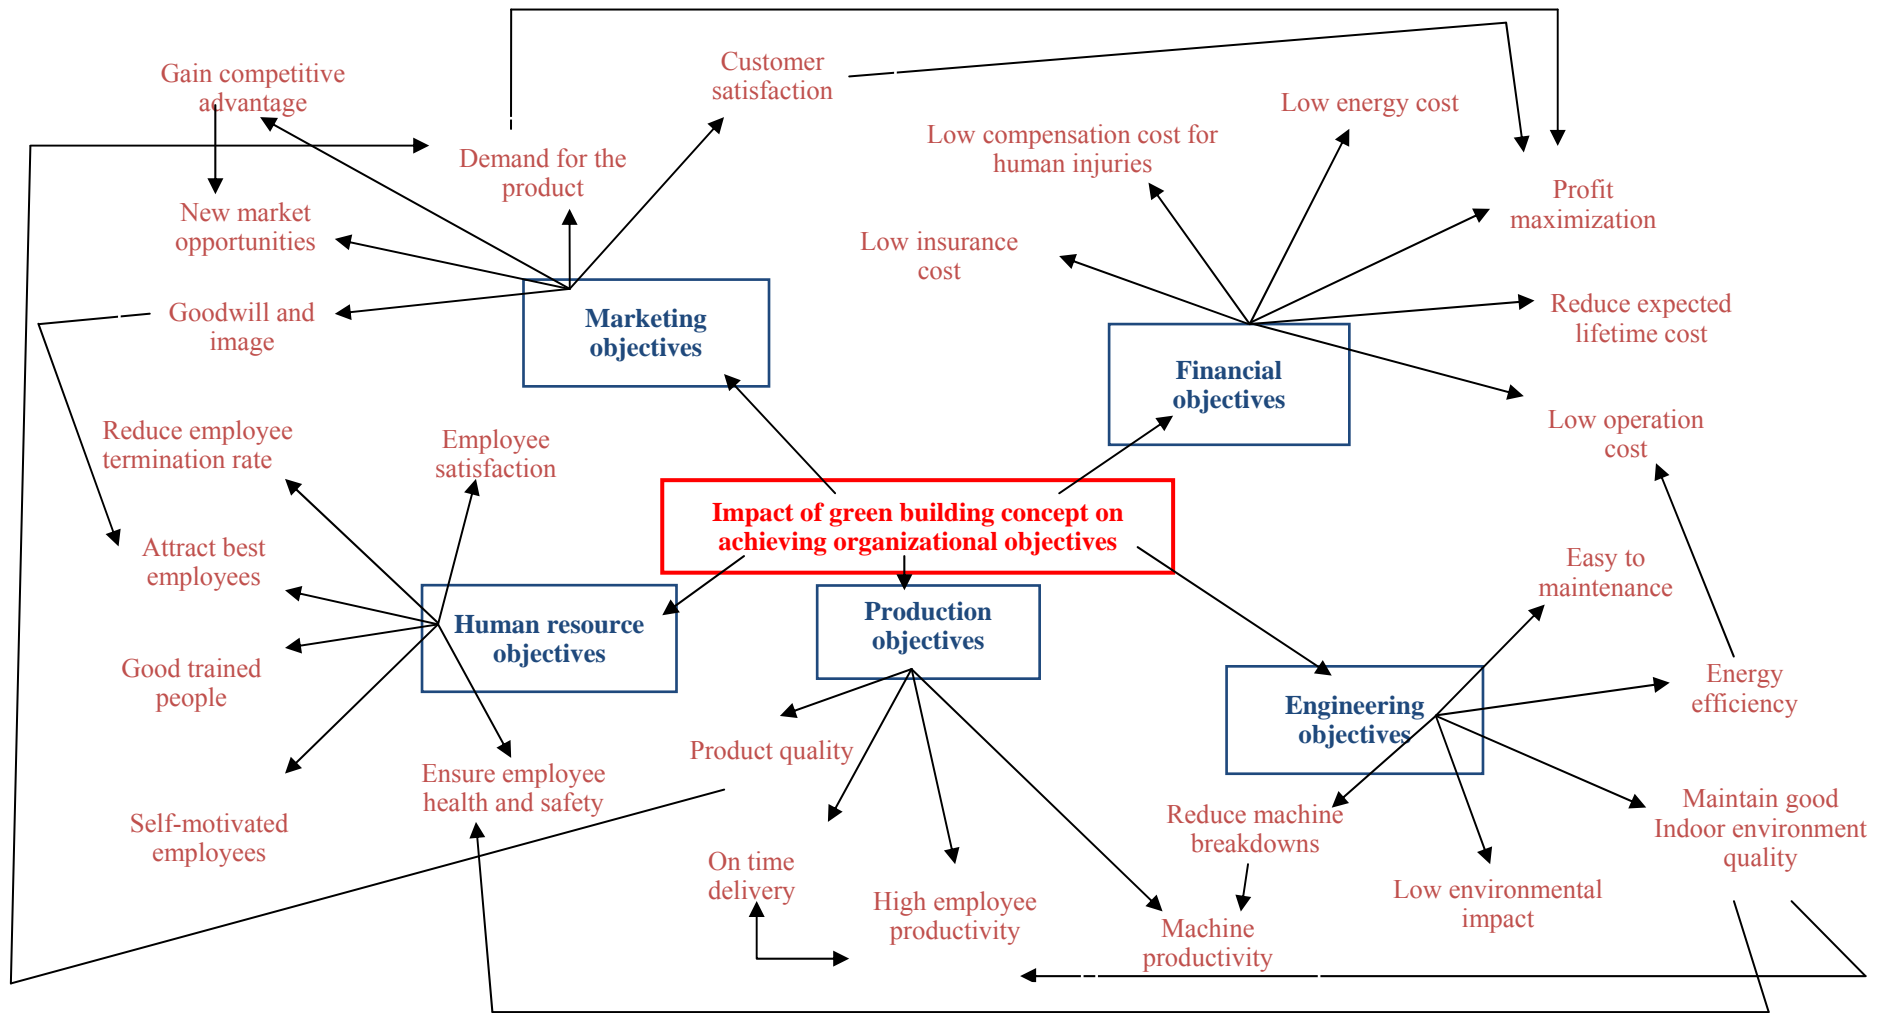 Gain competitive
advantage
Customer
satisfaction
Low energy cost
Low compensation cost for
human injuries
Demand for the
product
Profit
maximization
New market
opportunities
Low insurance
cost
Goodwill and
image
Marketing
objectives
Reduce expected
lifetime cost
Financial
objectives
Low operation
cost
Reduce employee
termination rate
Employee
satisfaction
Impact of green building concept on
achieving organizational objectives
Attract best
employees
Easy to
maintenance
Human resource
objectives
Production
objectives
Good trained
people
Energy
efficiency
Engineering
objectives
Product quality
Ensure employee
health and safety
Self-motivated
employees
Reduce machine
breakdowns
Maintain good
Indoor environment
quality
On time
delivery
High employee
productivity
Low environmental
impact
Machine
productivity